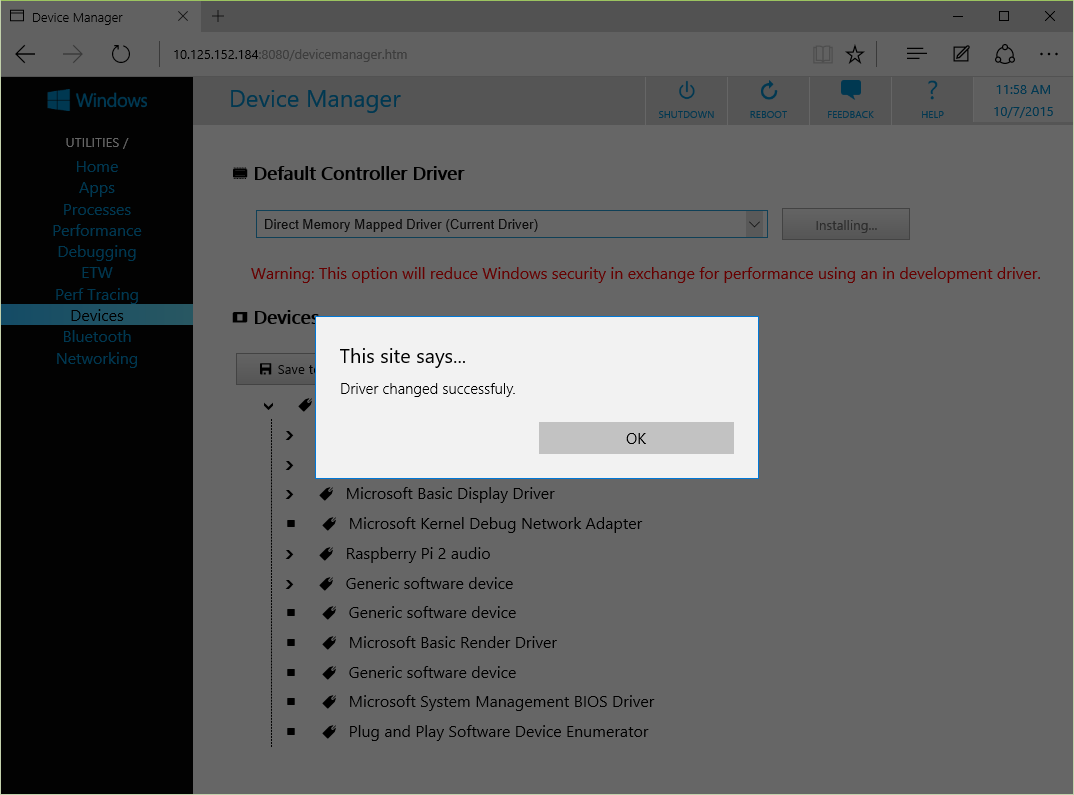 Device Manager
10.125.152.184:8080/devicemanager.htm
Windows
Device Manager
SHUTDOWN
REBOOT
FEEDBACK
HELP
11:58 AM
10/7/2015
UTILITIES /
Home
Apps
Processes
Performance
Debugging
ETW
Perf Tracing
Devices
Bluetooth
Networking
Default Controller Driver
Direct Memory Mapped Driver (Current Driver)
Installing...
Warning: This option will reduce Windows security in exchange for performance using an in development driver.
Devices
Save to
This site says...
Driver changed successfuly.
OK
Microsoft Basic Display Driver
Microsoft Kernel Debug Network Adapter
Raspberry Pi 2 audio
Generic software device
Generic software device
Microsoft Basic Render Driver
Generic software device
Microsoft System Management BIOS Driver
Plug and Play Software Device Enumerator